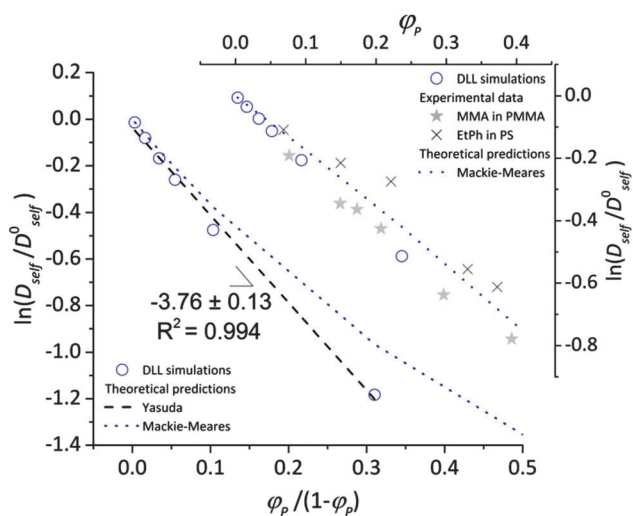 φP
0.0 0.1 0.2 0.3 0.4
0.2
0.0
-0.2
-0.4
-0.6
-0.8
-1.0
-1.2
-1.4
ln(Dself/D0self)
DLL simulations
Experimental data
MMA in PMMA
EtPh in PS
Theoretical predictions
Mackie-Meares
0.0
-0.2
-0.4
-0.6
-0.8
ln(Dself/D0self)
-3.76 ± 0.13
R2 = 0.994
DLL simulations
Theoretical predictions
Yasuda
Mackie-Meares
0.0 0.1 0.2 0.3 0.4 0.5
φP/(1-φP)